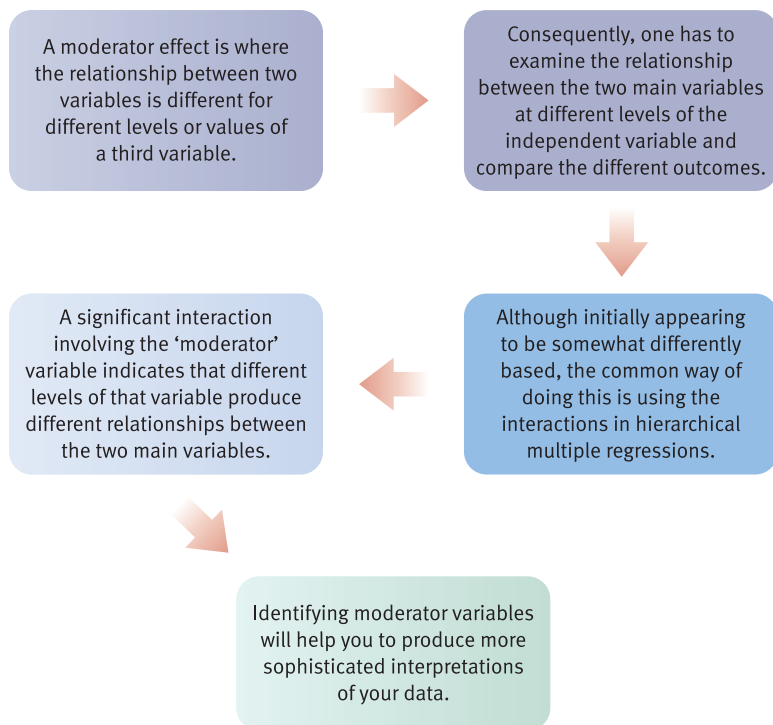 A moderator effect is where
the relationship between two
variables is different for
different levels or values of
a third variable.
Consequently, one has to
examine the relationship
between the two main variables
at different levels of the
independent variable and
compare the different outcomes.
Although initially appearing
to be somewhat differently
based, the common way of
doing this is using the
interactions in hierarchical
multiple regressions.
A significant interaction
involving the ‘moderator’
variable indicates that different
levels of that variable produce
different relationships between
the two main variables.
Identifying moderator variables
will help you to produce more
sophisticated interpretations
of your data.